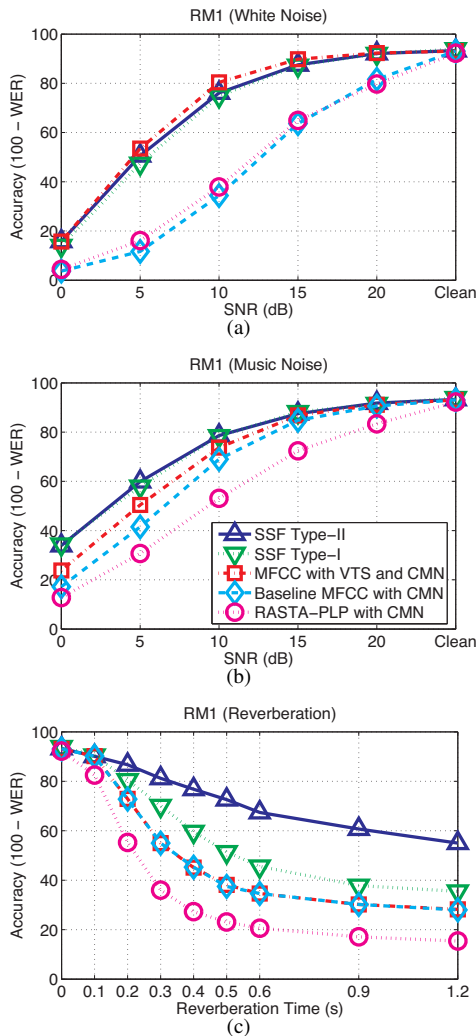 RM1 (White Noise)
Accuracy (100 − WER)
100
80
60
40
20
0
0 5 10 15 20 Clean
SNR (dB)
(a)
RM1 (Music Noise)
Accuracy (100 − WER)
100
80
60
40
20
0
SSF Type−II
SSF Type−I
MFCC with VTS and CMN
Baseline MFCC with CMN
RASTA−PLP with CMN
0 5 10 15 20 Clean
SNR (dB)
(b)
RM1 (Reverberation)
Accuracy (100 − WER)
100
80
60
40
20
0
0 0.1 0.2 0.3 0.4 0.5 0.6 0.9 1.2
Reverberation Time (s)
(c)